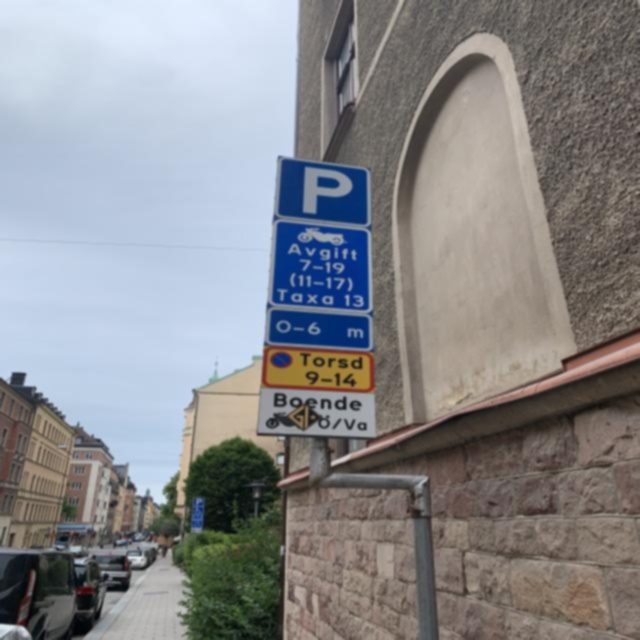 P
Avgift
7-19
(11-17)
Taxa 13
0-6 m
Torsd
9-14
Boende
Ö/Va